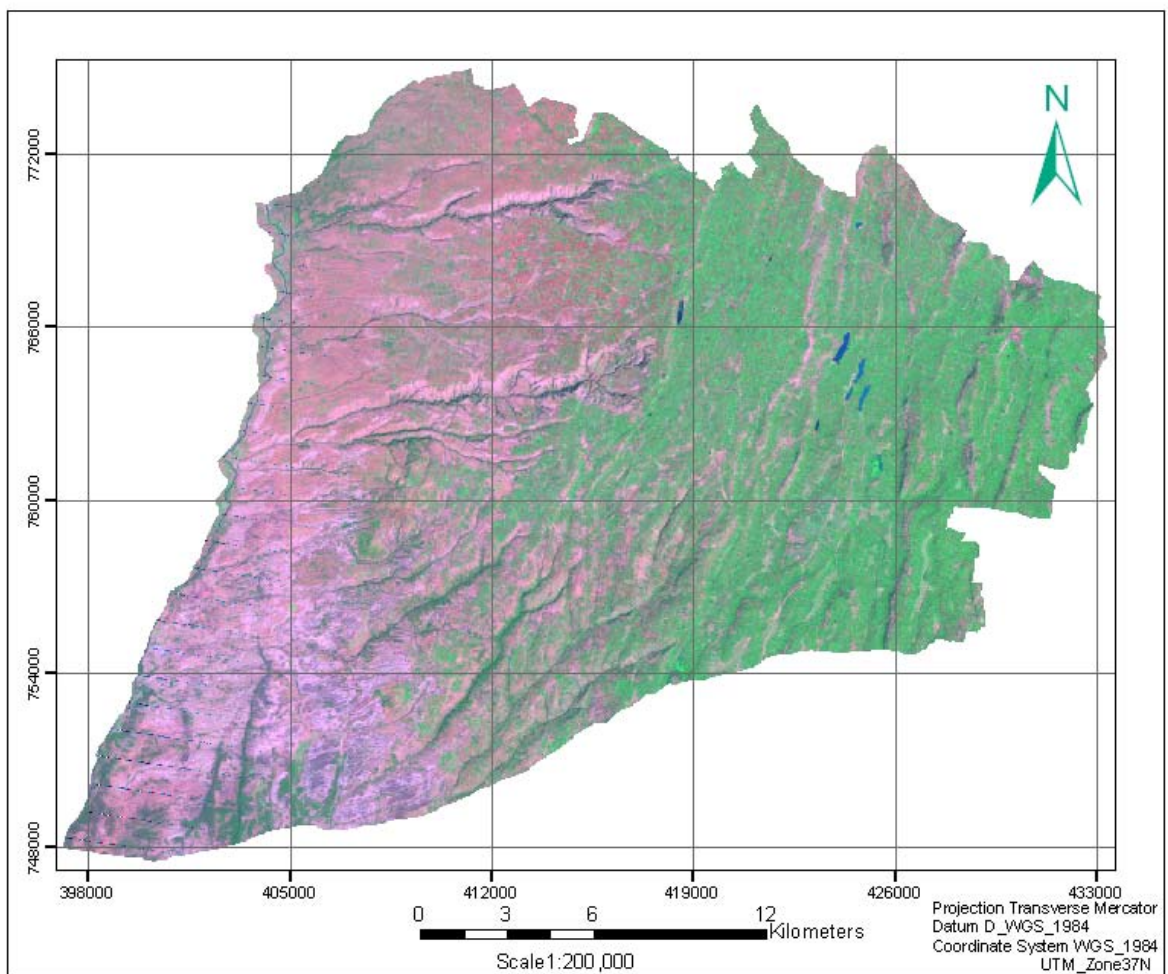 N
772000
766000
760000
754000
748000
398000 405000 412000 419000 426000 433000
0 3 6 12
Kilometers
Scale1:200,000
Projection Transverse Mercator
Datum D_WGS_1984
Coordinate System WGS_1984
UTM_Zone37N